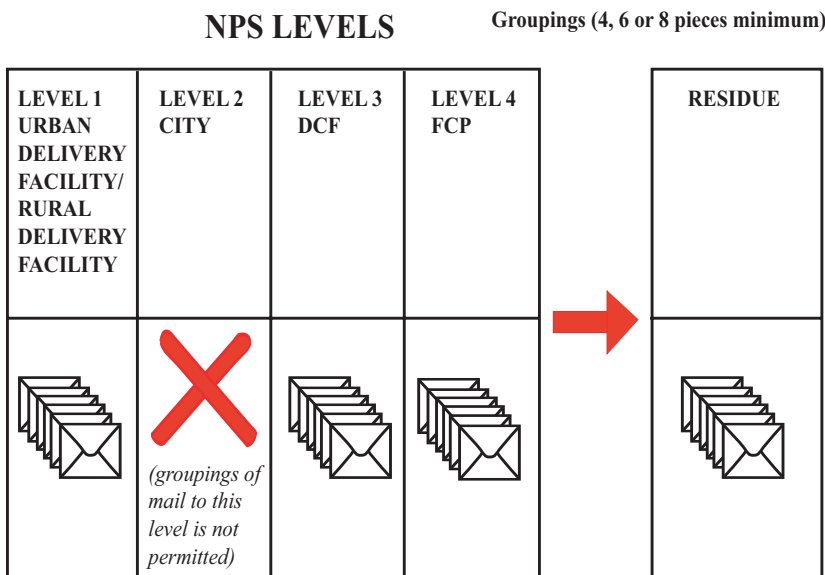 NPS LEVELS
Groupings (4, 6 or 8 pieces minimum)
LEVEL 1
URBAN
DELIVERY
FACILITY/
RURAL
DELIVERY
FACILITY
LEVEL 2
CITY
LEVEL 3
DCF
LEVEL 4
FCP
RESIDUE
(groupings of
mail to this
level is not
permitted)